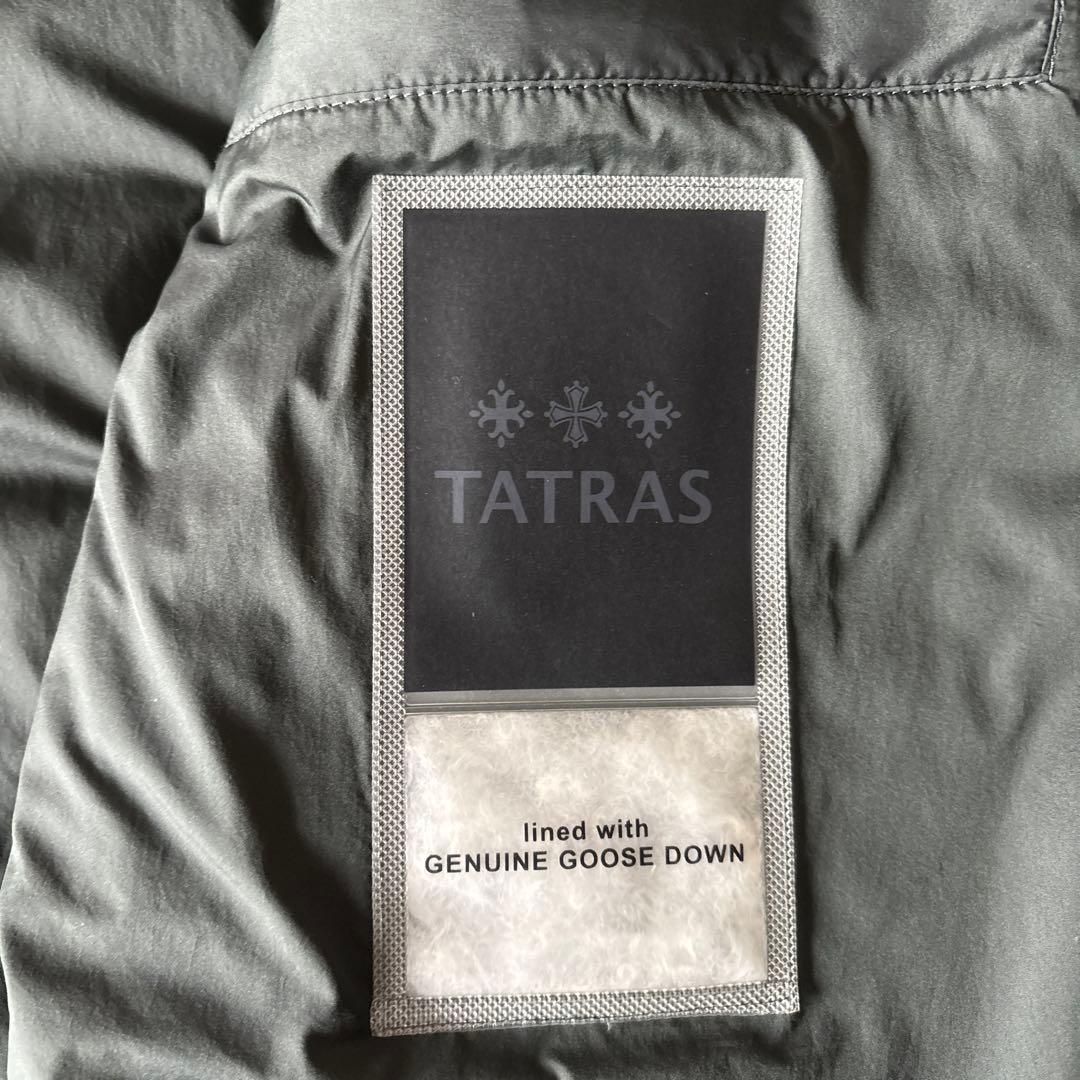 TATRAS
lined with
GENUINE GOOSE DOWN